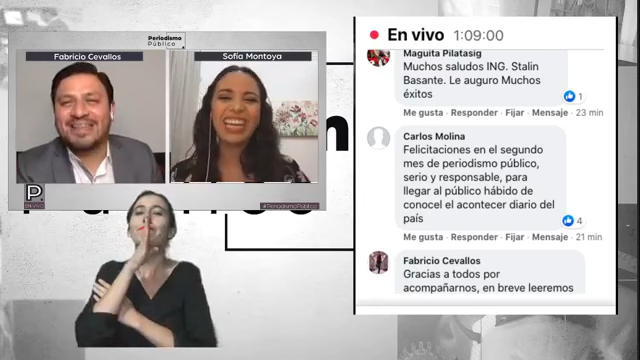 Periodismo
Público
Fabricio Cevallos
Sofía Montoya
P
EN VIVO
#PeriodismoPúblico
En vivo 1:09:00
Maguita Pilatasig
Muchos saludos ING. Stalin
Basante. Le auguro Muchos
éxitos
1
Me gusta · Responder · Fijar · Mensaje · 23 min
Carlos Molina
Felicitaciones en el segundo
mes de periodismo público,
serio y responsable, para
llegar al público hábido de
conocel el acontecer diario del
país
4
Me gusta · Responder · Fijar · Mensaje · 21 min
Fabricio Cevallos
Gracias a todos por
acompañarnos, en breve leeremos